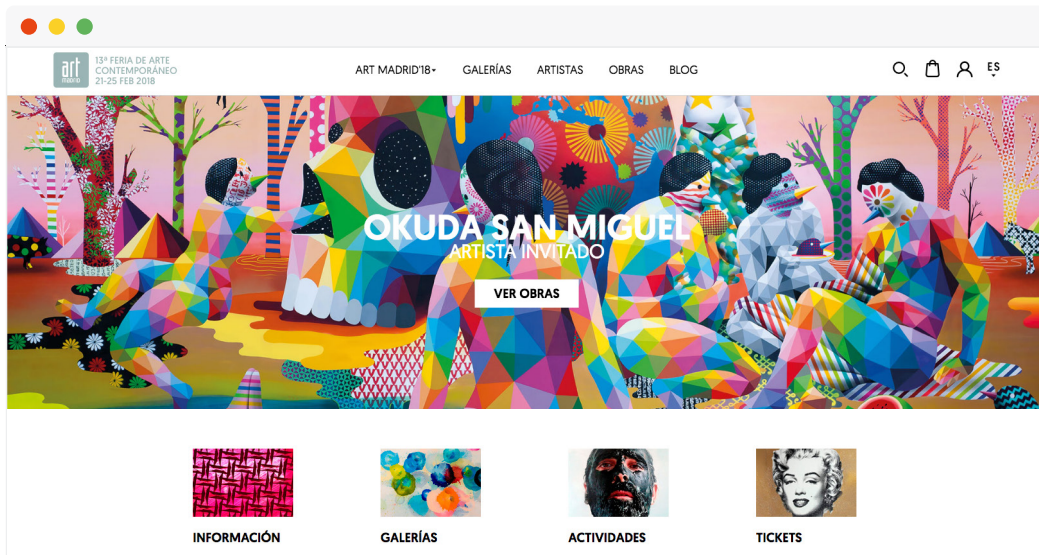 art
madrid
13ª FERIA DE ARTE
CONTEMPORÁNEO
21-25 FEB 2018
ART MADRID'18
GALERÍAS
ARTISTAS
OBRAS
BLOG
ES
OKUDA SAN MIGUEL
ARTISTA INVITADO
VER OBRAS
INFORMACIÓN
GALERÍAS
ACTIVIDADES
TICKETS